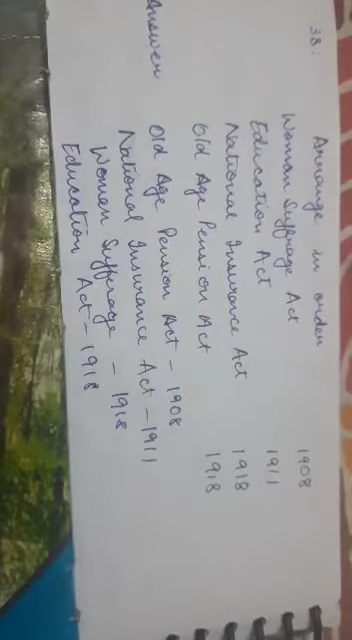 38: Arrange in order
Woman Suffrage Act 1908
Education Act 1911
National Insurance Act 1918
Old Age Pension Act 1918
Answer Old Age Pension Act - 1908
National Insurance Act - 1911
Women Sufferage - 1918
Education Act - 1918